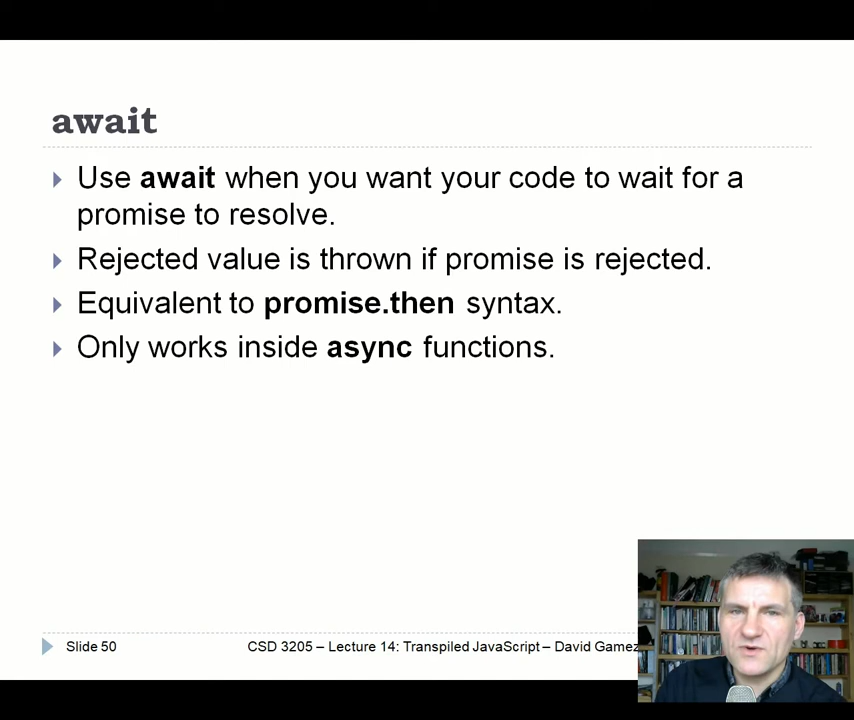 await
Use await when you want your code to wait for a
promise to resolve.
Rejected value is thrown if promise is rejected.
Equivalent to promise.then syntax.
Only works inside async functions.
Slide 50
CSD 3205 – Lecture 14: Transpiled JavaScript – David Gamez